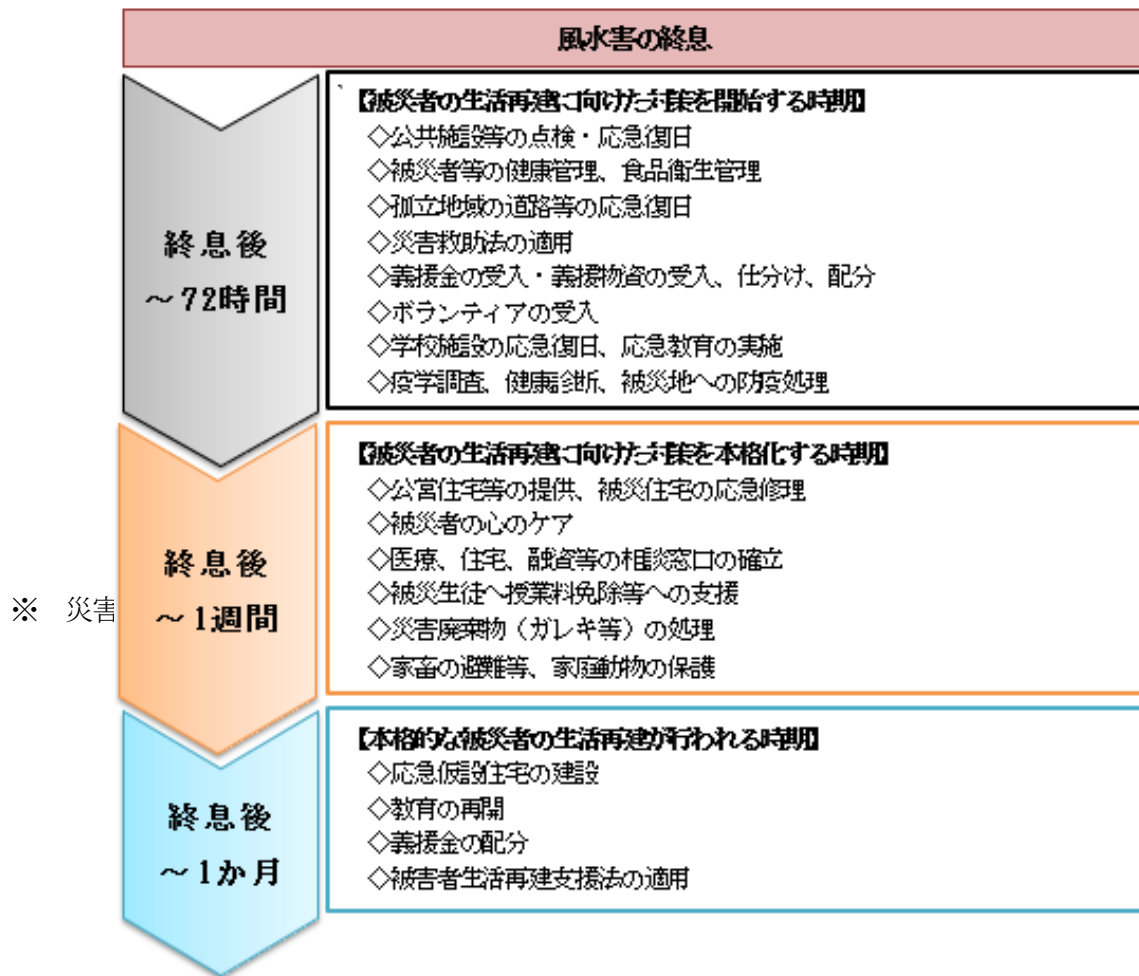 風水害の終息
終息後
～72時間
【被災者の生活再建に向けた対策を開始する時期】
◇公共施設等の点検・応急復旧
◇被災者等の健康管理、食品衛生管理
◇孤立地域の道路等の応急復旧
◇災害救助法の適用
◇義援金の受入・義援物資の受入、仕分け、配分
◇ボランティアの受入
◇学校施設の応急復旧、応急教育の実施
◇疫学調査、健康診断、被災地への防疫処理
終息後
～1週間
【被災者の生活再建に向けた対策を本格化する時期】
◇公営住宅等の提供、被災住宅の応急修理
◇被災者の心のケア
◇医療、住宅、融資等の相談窓口の確立
◇被災生徒へ授業料免除等への支援
◇災害廃棄物（ガレキ等）の処理
◇家畜の避難等、家庭動物の保護
※　災害
終息後
～1か月
【本格的な被災者の生活再建が行われる時期】
◇応急仮設住宅の建設
◇教育の再開
◇義援金の配分
◇被害者生活再建支援法の適用